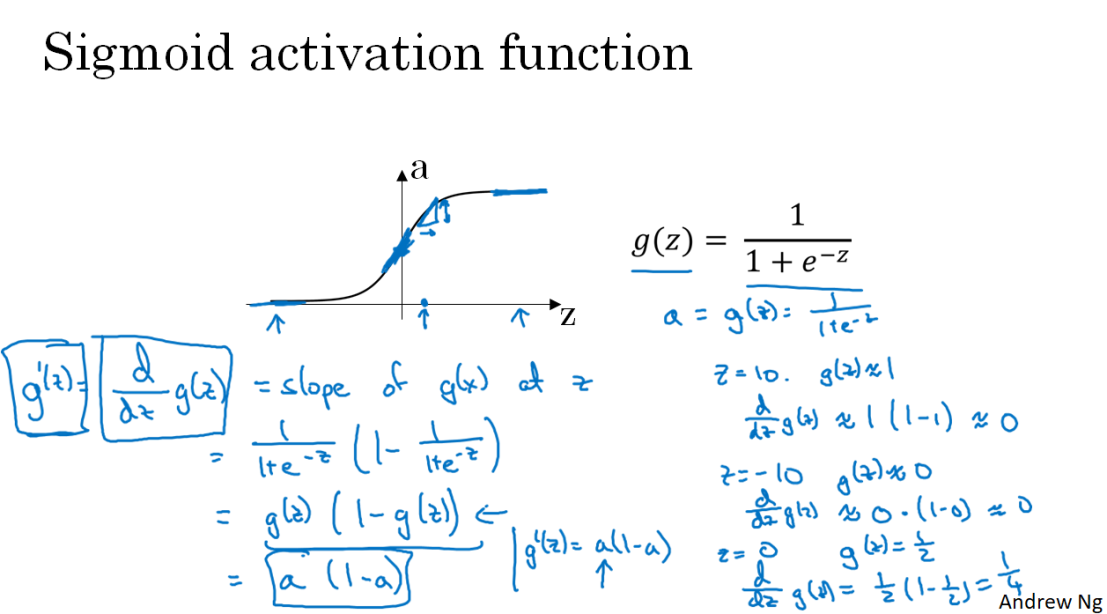 Sigmoid activation function
a
z
g(z) = 1 / (1 + e^{-z})
a = g(z) = 1 / (1+e^{-z})
g'(z) = d/dz g(z) = slope of g(x) at z
= 1 / (1+e^{-z}) (1 - 1 / (1+e^{-z}))
= g(z) (1 - g(z)) ←
= a (1-a)
g'(z) = a(1-a)
z = 10. g(z) ≈ 1
d/dz g(z) ≈ 1 (1-1) ≈ 0
z = -10 g(z) ≈ 0
d/dz g(z) ≈ 0 · (1-0) ≈ 0
z = 0 g(z) = 1/2
d/dz g(z) = 1/2 (1 - 1/2) = 1/4
Andrew Ng